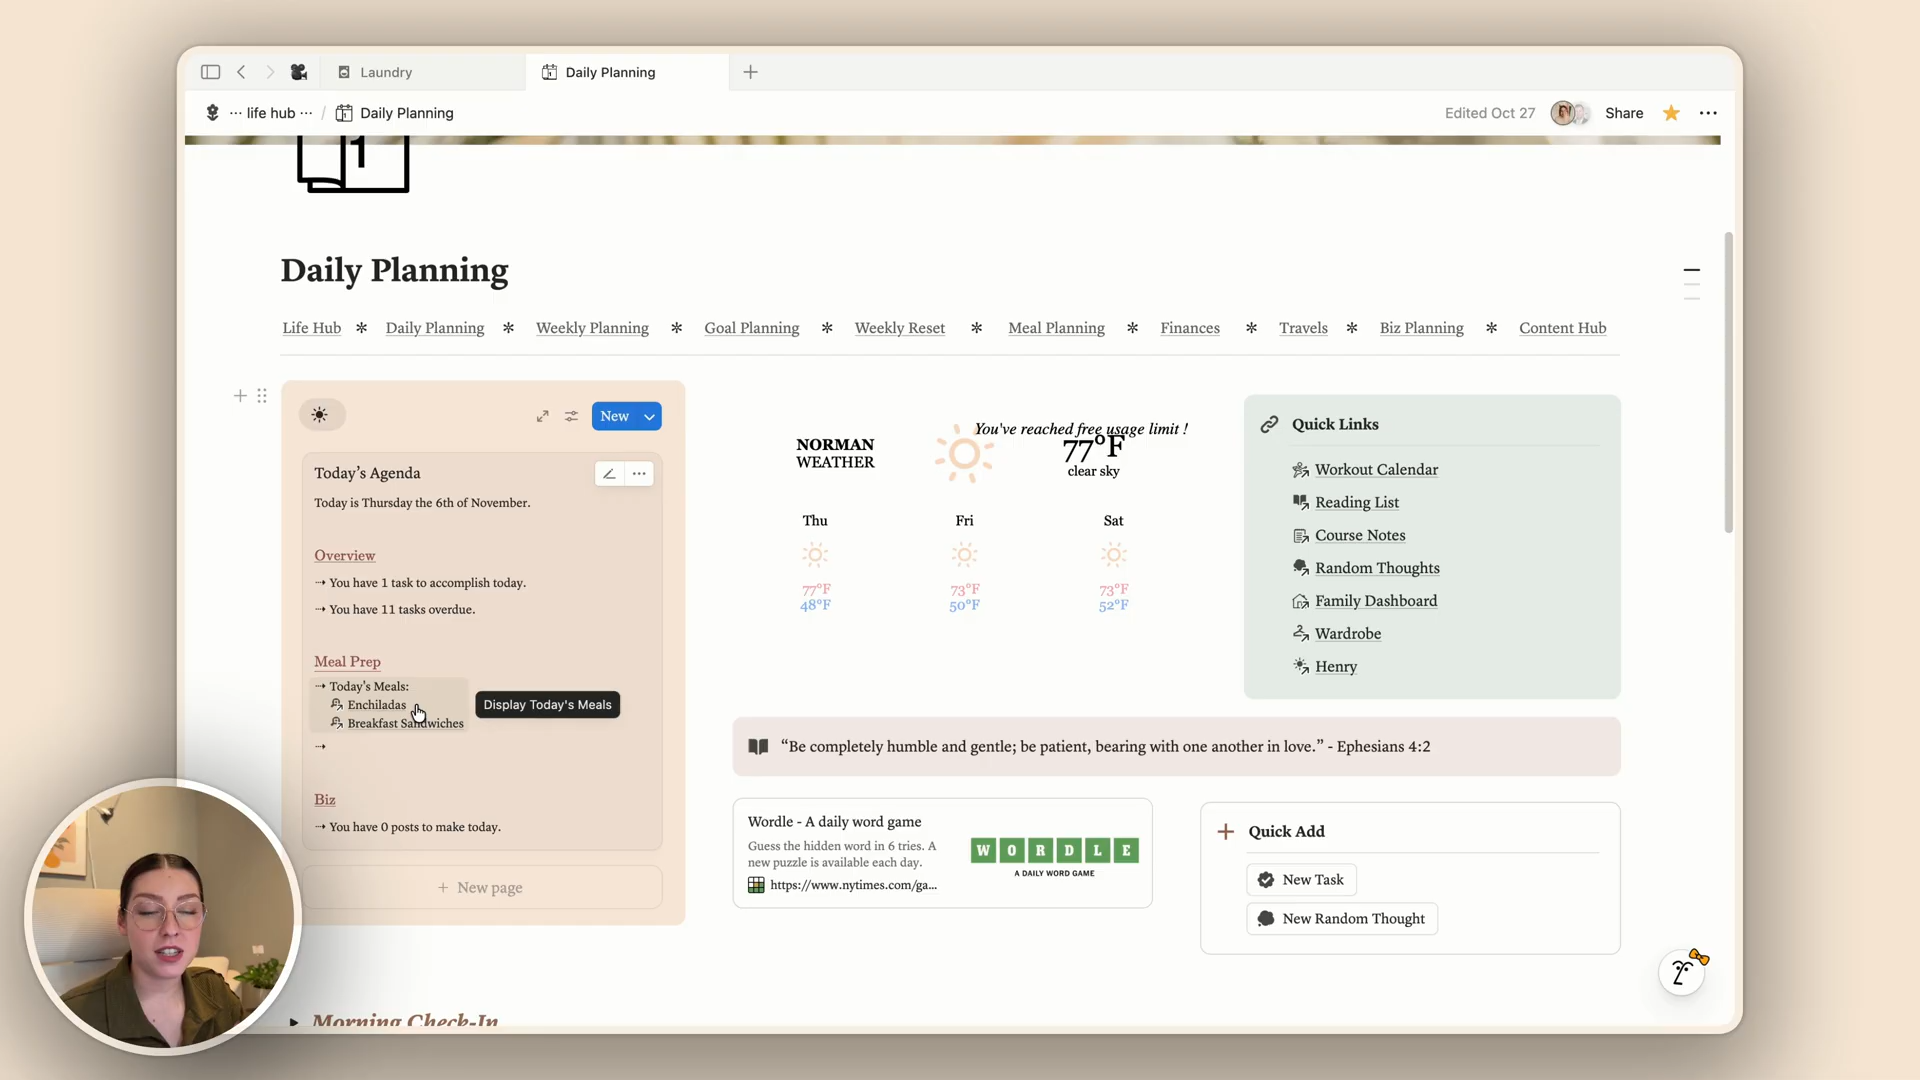 Laundry
Daily Planning
··· life hub ··· / Daily Planning
Edited Oct 27
Share
1
Daily Planning
Life Hub * Daily Planning * Weekly Planning * Goal Planning * Weekly Reset * Meal Planning * Finances * Travels * Biz Planning * Content Hub
New
Today's Agenda
Today is Thursday the 6th of November.
Overview
⇢ You have 1 task to accomplish today.
⇢ You have 11 tasks overdue.
Meal Prep
⇢ Today's Meals:
Enchiladas
Breakfast Sandwiches
⇢
Display Today's Meals
Biz
⇢ You have 0 posts to make today.
+ New page
NORMAN
WEATHER
You've reached free usage limit !
77°F
clear sky
Thu
Fri
Sat
77°F
48°F
73°F
50°F
73°F
52°F
Quick Links
Workout Calendar
Reading List
Course Notes
Random Thoughts
Family Dashboard
Wardrobe
Henry
“Be completely humble and gentle; be patient, bearing with one another in love.” - Ephesians 4:2
Wordle - A daily word game
Guess the hidden word in 6 tries. A
new puzzle is available each day.
https://www.nytimes.com/ga...
WORDLE
A DAILY WORD GAME
Quick Add
New Task
New Random Thought
Morning Check-In